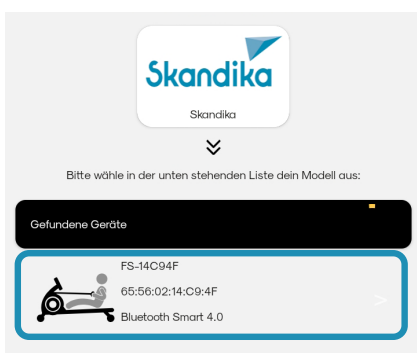 Skandika
Skandika
Bitte wähle in der unten stehenden Liste dein Modell aus:
Gefundene Geräte
FS-14C94F
65:56:02:14:C9:4F
Bluetooth Smart 4.0
>